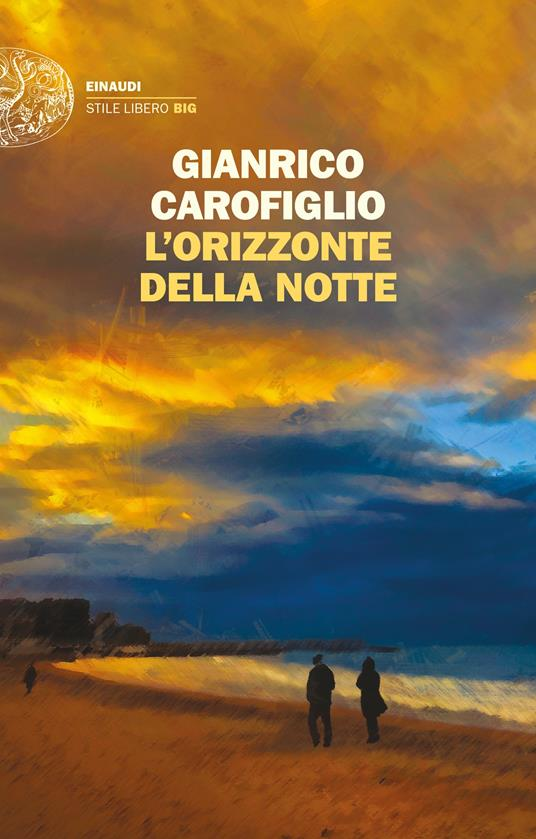 EINAUDI
STILE LIBERO BIG
GIANRICO
CAROFIGLIO
L’ORIZZONTE
DELLA NOTTE